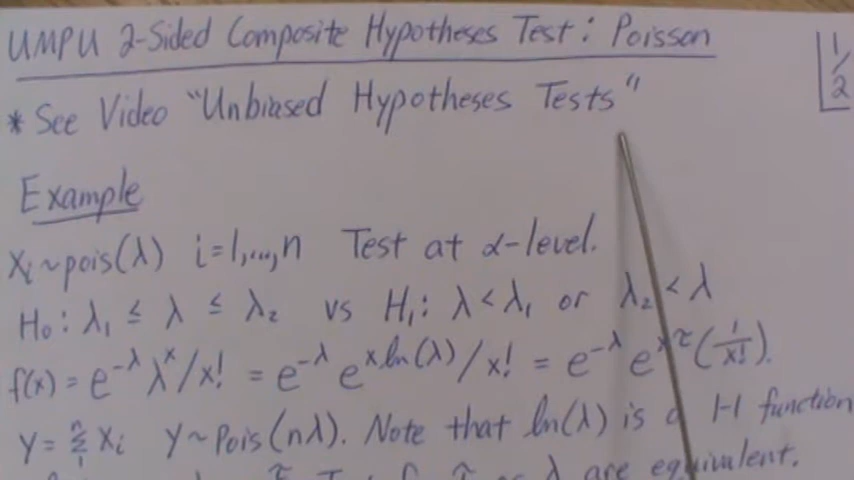 UMPU 2-Sided Composite Hypotheses Test: Poisson
1/2
* See Video "Unbiased Hypotheses Tests"
Example
Xi~pois(λ) i=1,...,n Test at α-level.
H₀: λ₁ ≤ λ ≤ λ₂ vs H₁: λ<λ₁ or λ₂<λ
f(x) = e^-λ λ^x/x! = e^-λ e^x ln(λ)/x! = e^-λ e^xτ (1/x!).
Y = Σ₁ⁿ Xi Y~Pois(nλ). Note that ln(λ) is a 1-1 function
λ are equivalent.